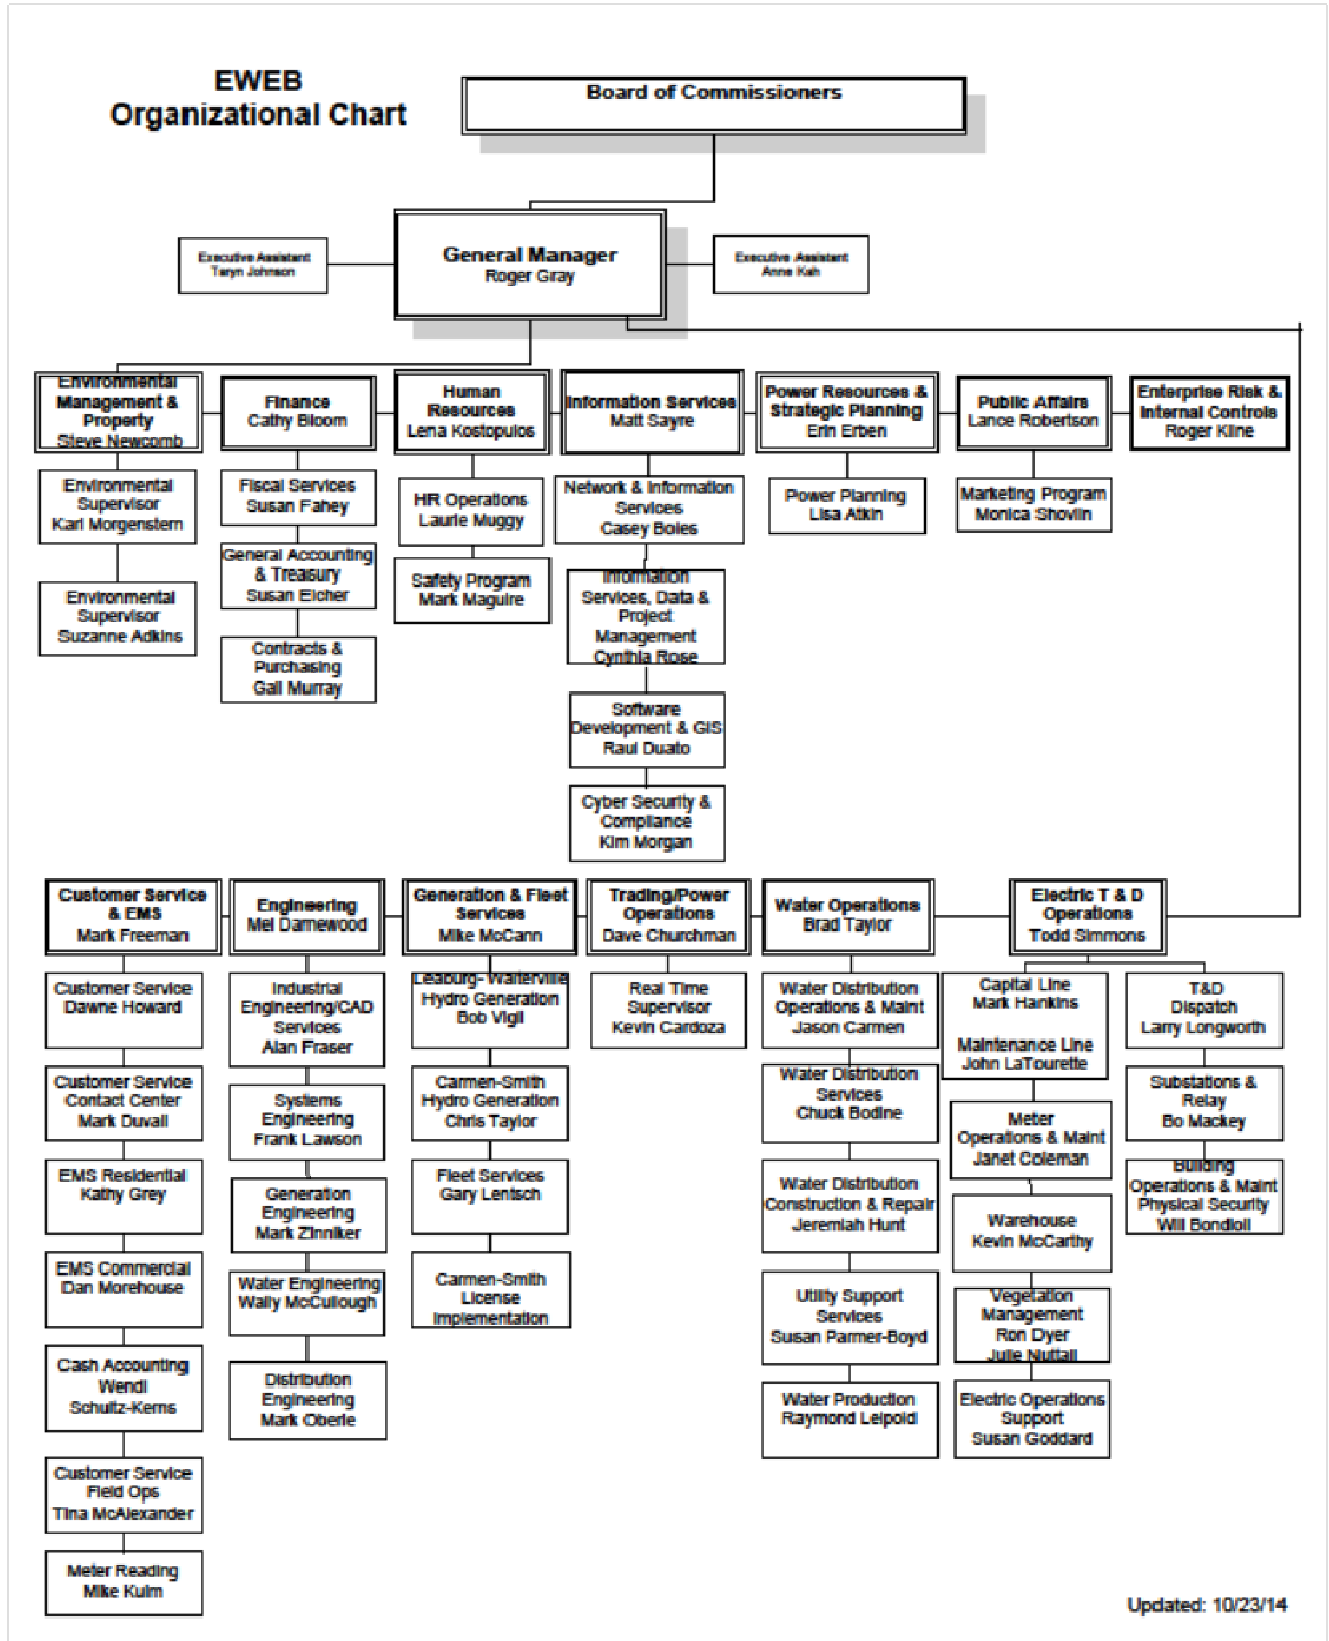 EWEB
Organizational Chart
Board of Commissioners
General Manager
Roger Gray
Executive Assistant
Taryn Johnson
Executive Assistant
Anne Kah
Environmental
Management &
Property
Steve Newcomb
Finance
Cathy Bloom
Human
Resources
Lena Kostopulos
Information Services
Matt Sayre
Power Resources &
Strategic Planning
Erin Erben
Public Affairs
Lance Robertson
Enterprise Risk &
Internal Controls
Roger Kline
Environmental
Supervisor
Karl Morgenstern
Environmental
Supervisor
Suzanne Adkins
Fiscal Services
Susan Fahey
General Accounting
& Treasury
Susan Eicher
Contracts &
Purchasing
Gail Murray
HR Operations
Laurie Muggy
Safety Program
Mark Maguire
Network & Information
Services
Casey Boles
Information
Services, Data &
Project
Management
Cynthia Rose
Software
Development & GIS
Raul Duato
Cyber Security &
Compliance
Kim Morgan
Power Planning
Lisa Atkin
Marketing Program
Monica Shovlin
Customer Service
& EMS
Mark Freeman
Engineering
Mel Damewood
Generation & Fleet
Services
Mike McCann
Trading/Power
Operations
Dave Churchman
Water Operations
Brad Taylor
Electric T & D
Operations
Todd Simmons
Customer Service
Dawne Howard
Customer Service
Contact Center
Mark Duvall
EMS Residential
Kathy Grey
EMS Commercial
Dan Morehouse
Cash Accounting
Wendi
Schultz-Kerns
Customer Service
Field Ops
Tina McAlexander
Meter Reading
Mike Kulm
Industrial
Engineering/CAD
Services
Alan Fraser
Systems
Engineering
Frank Lawson
Generation
Engineering
Mark Zinniker
Water Engineering
Wally McCullough
Distribution
Engineering
Mark Oberle
Leaburg- Walterville
Hydro Generation
Bob Vigil
Carmen-Smith
Hydro Generation
Chris Taylor
Fleet Services
Gary Lentsch
Carmen-Smith
License
Implementation
Real Time
Supervisor
Kevin Cardoza
Water Distribution
Operations & Maint
Jason Carmen
Water Distribution
Services
Chuck Bodine
Water Distribution
Construction & Repair
Jeremiah Hunt
Utility Support
Services
Susan Parmer-Boyd
Water Production
Raymond Leipold
Capital Line
Mark Hankins
Maintenance Line
John LaTourette
Meter
Operations & Maint
Janet Coleman
Warehouse
Kevin McCarthy
Vegetation
Management
Ron Dyer
Julie Nuttall
Electric Operations
Support
Susan Goddard
T&D
Dispatch
Larry Longworth
Substations &
Relay
Bo Mackey
Building
Operations & Maint
Physical Security
Will Bondioli
Updated: 10/23/14